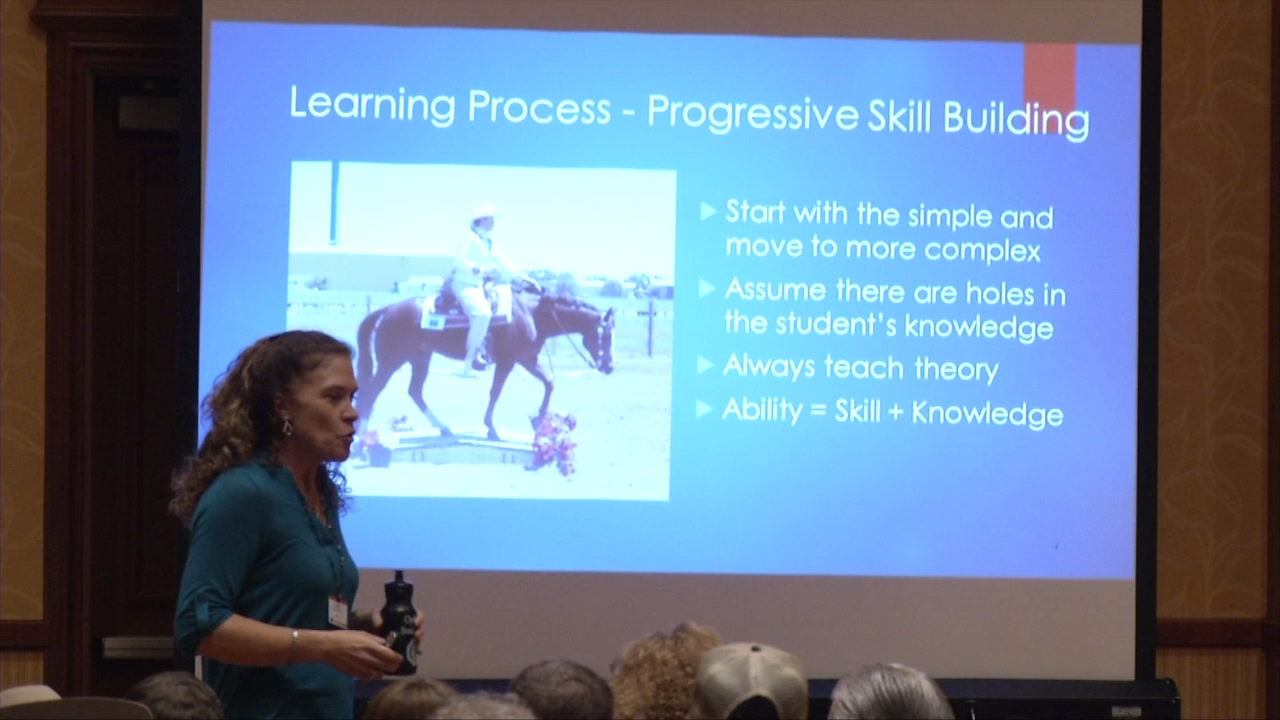 Learning Process - Progressive Skill Building
Start with the simple and
move to more complex
Assume there are holes in
the student's knowledge
Always teach theory
Ability = Skill + Knowledge